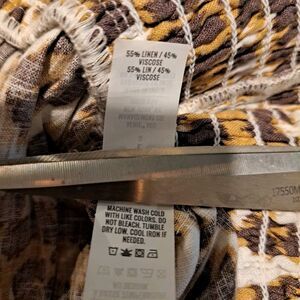 55% LINEN / 45%
VISCOSE
55% LIN / 45%
VISCOSE
17550M
MACHINE WASH COLD
WITH LIKE COLORS. DO
NOT BLEACH. TUMBLE
DRY LOW. COOL IRON IF
NEEDED.